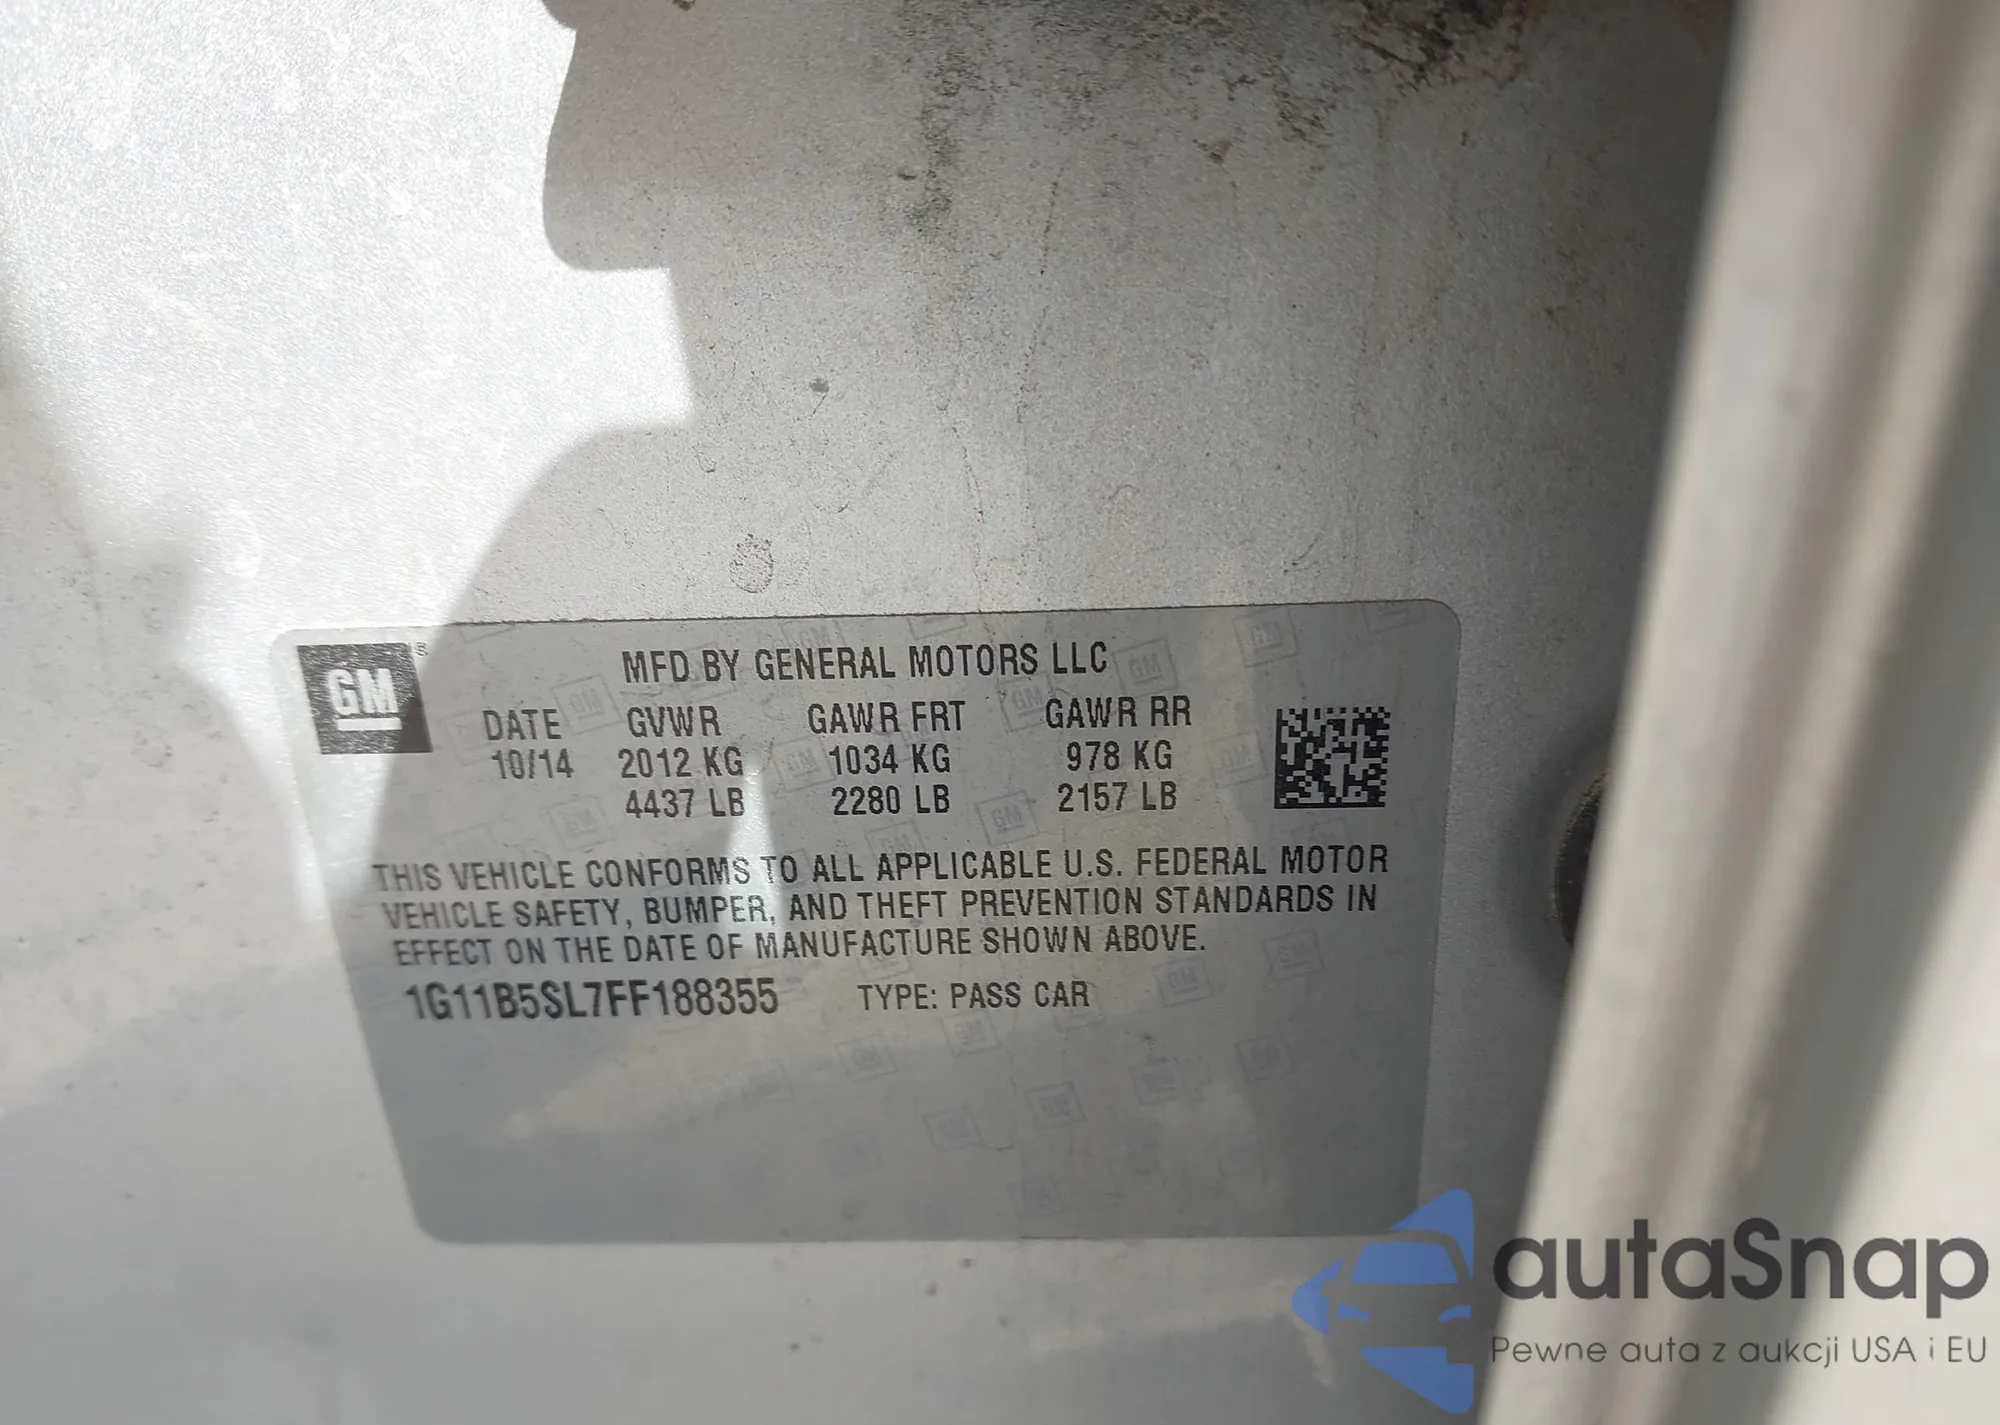 GM
MFD BY GENERAL MOTORS LLC
DATE GVWR GAWR FRT GAWR RR
10/14 2012 KG 1034 KG 978 KG
4437 LB 2280 LB 2157 LB
THIS VEHICLE CONFORMS TO ALL APPLICABLE U.S. FEDERAL MOTOR
VEHICLE SAFETY, BUMPER, AND THEFT PREVENTION STANDARDS IN
EFFECT ON THE DATE OF MANUFACTURE SHOWN ABOVE.
1G11B5SL7FF188355 TYPE: PASS CAR
autaSnap
Pewne auta z aukcji USA i EU